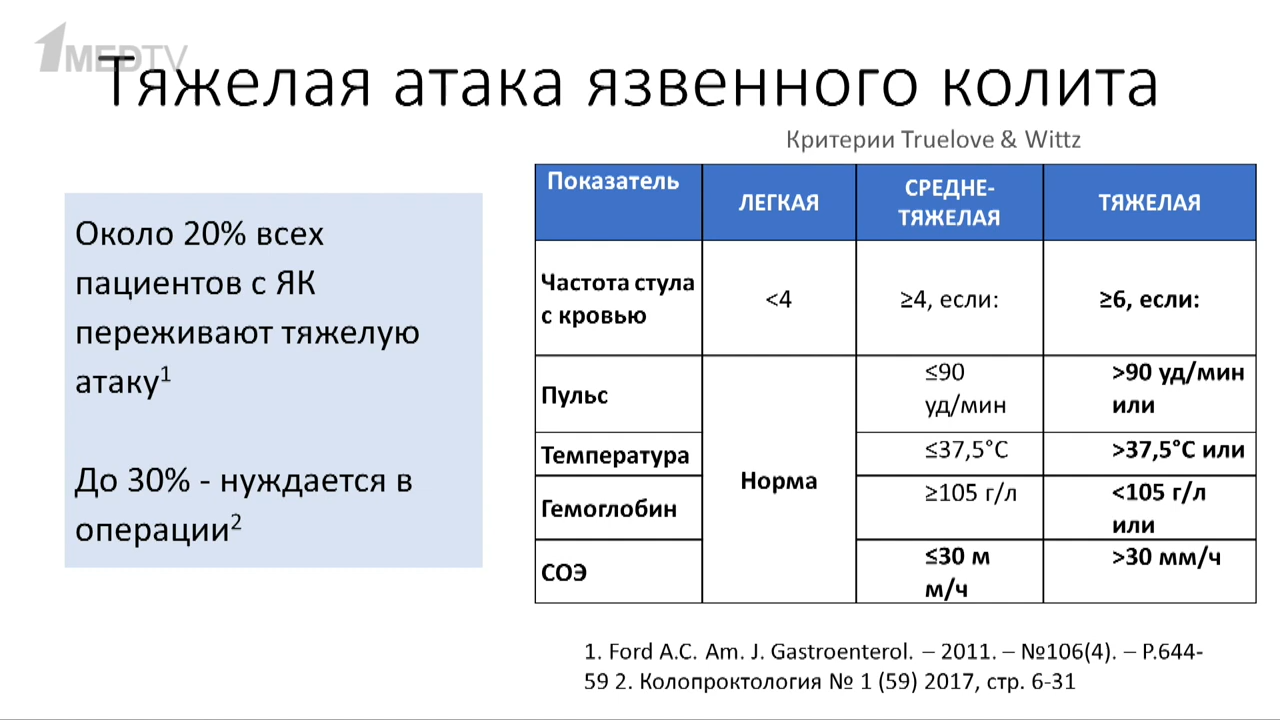 1MEDTV
Тяжелая атака язвенного колита
Критерии Truelove & Wittz
Около 20% всех
пациентов с ЯК
переживают тяжелую
атаку¹
До 30% - нуждается в
операции²
Показатель
ЛЕГКАЯ
СРЕДНЕ-
ТЯЖЕЛАЯ
ТЯЖЕЛАЯ
Частота стула
с кровью
<4
≥4, если:
≥6, если:
Пульс
Норма
≤90
уд/мин
>90 уд/мин
или
Температура
≤37,5°C
>37,5°C или
Гемоглобин
≥105 г/л
<105 г/л
или
СОЭ
≤30 м
м/ч
>30 мм/ч
1. Ford A.C. Am. J. Gastroenterol. – 2011. – №106(4). – P.644-
59 2. Колопроктология № 1 (59) 2017, стр. 6-31